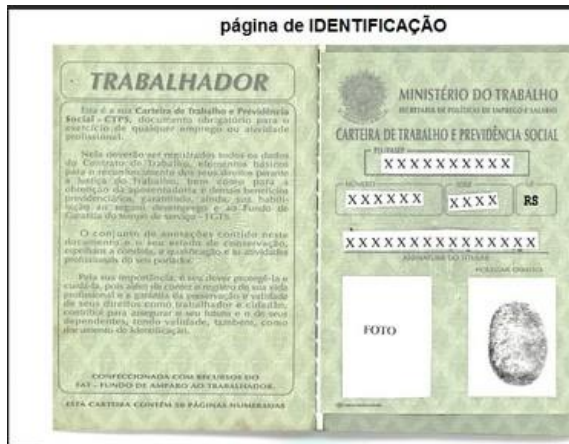 página de IDENTIFICAÇÃO
TRABALHADOR
Esta é a sua Carteira de Trabalho e Previdência
Social - CTPS, documento obrigatório para o
exercício de qualquer emprego ou atividade
profissional.
Nela deverão ser registrados todos os dados
do Contrato de Trabalho, elementos básicos
para o reconhecimento dos seus direitos perante
a Justiça do Trabalho, bem como para a
obtenção da aposentadoria e demais benefícios
previdenciários, garantindo, ainda, sua habili-
tação ao seguro desemprego e ao Fundo de
Garantia do tempo de serviço - FGTS.
O conjunto de anotações contido neste
documento e o seu estado de conservação,
espelham a conduta, a qualificação e as atividades
profissionais do seu portador.
Pela sua importância, é seu dever protegê-la e
cuidá-la, pois além de conter o registro de sua vida
profissional e a garantia da preservação e validade
de seus direitos como trabalhador e cidadão,
contribui para assegurar o seu futuro e o de seus
dependentes, tendo validade, também, como
documento de identificação.
CONFECCIONADA COM RECURSOS DO
FAT - FUNDO DE AMPARO AO TRABALHADOR.
ESTA CARTEIRA CONTÉM 50 PÁGINAS NUMERADAS
MINISTÉRIO DO TRABALHO
SECRETARIA DE POLÍTICAS DE EMPREGO E SALÁRIO
CARTEIRA DE TRABALHO E PREVIDÊNCIA SOCIAL
PIS/PASEP
XXXXXXXXXX
NÚMERO SÉRIE UF
XXXXXX XXXX RS
XXXXXXXXXXXXXXX
ASSINATURA DO TITULAR
POLEGAR DIREITO
FOTO